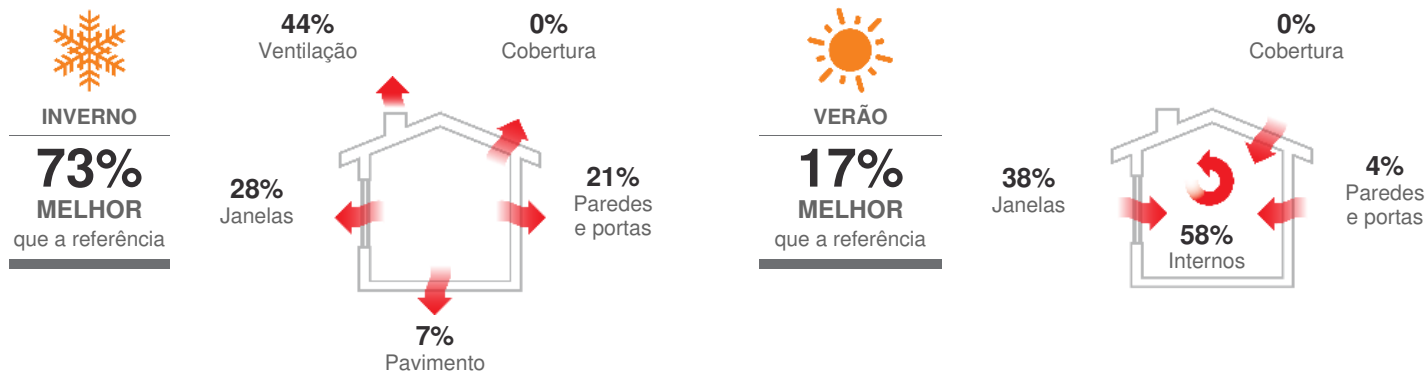 INVERNO
73%
MELHOR
que a referência
44%
Ventilação
0%
Cobertura
28%
Janelas
21%
Paredes
e portas
7%
Pavimento
VERÃO
17%
MELHOR
que a referência
0%
Cobertura
38%
Janelas
4%
Paredes
e portas
58%
Internos